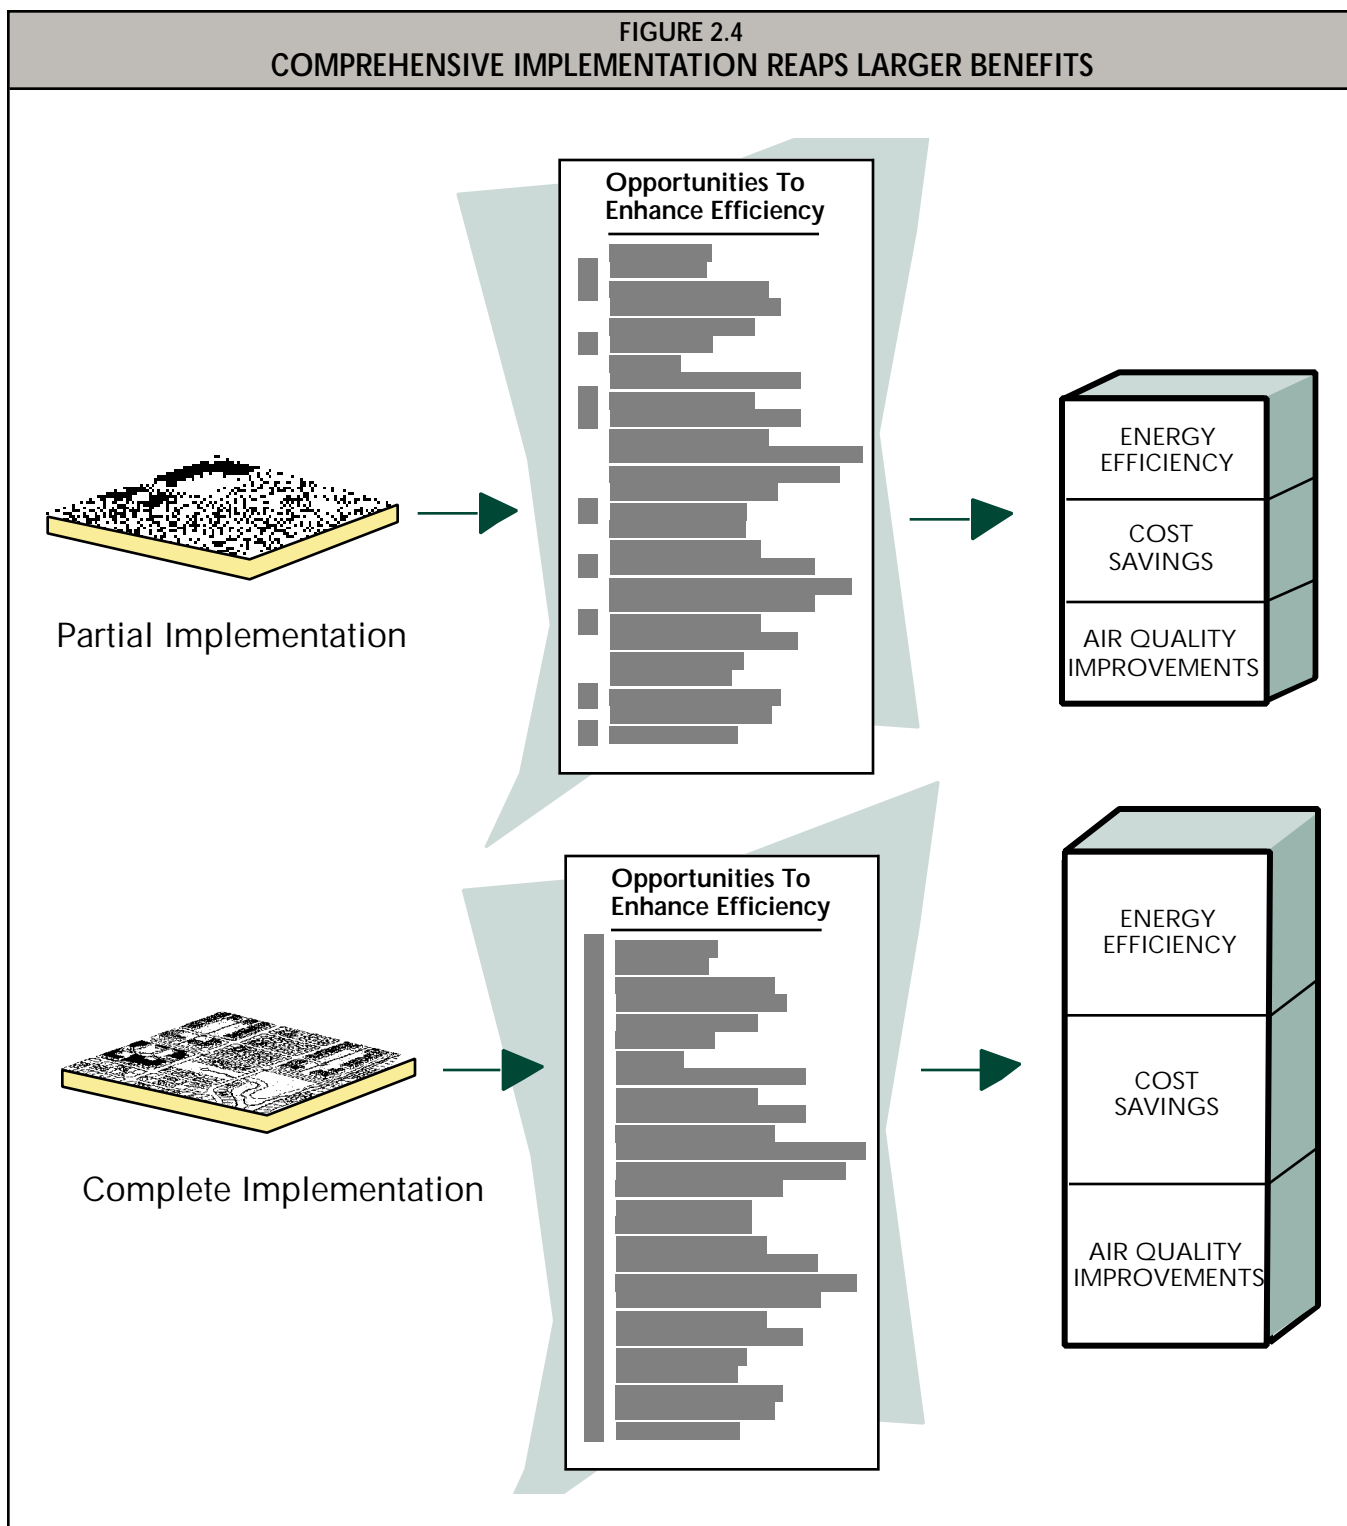 FIGURE 2.4
COMPREHENSIVE IMPLEMENTATION REAPS LARGER BENEFITS
Opportunities To
Enhance Efficiency
Partial Implementation
ENERGY
EFFICIENCY
COST
SAVINGS
AIR QUALITY
IMPROVEMENTS
Opportunities To
Enhance Efficiency
Complete Implementation
ENERGY
EFFICIENCY
COST
SAVINGS
AIR QUALITY
IMPROVEMENTS